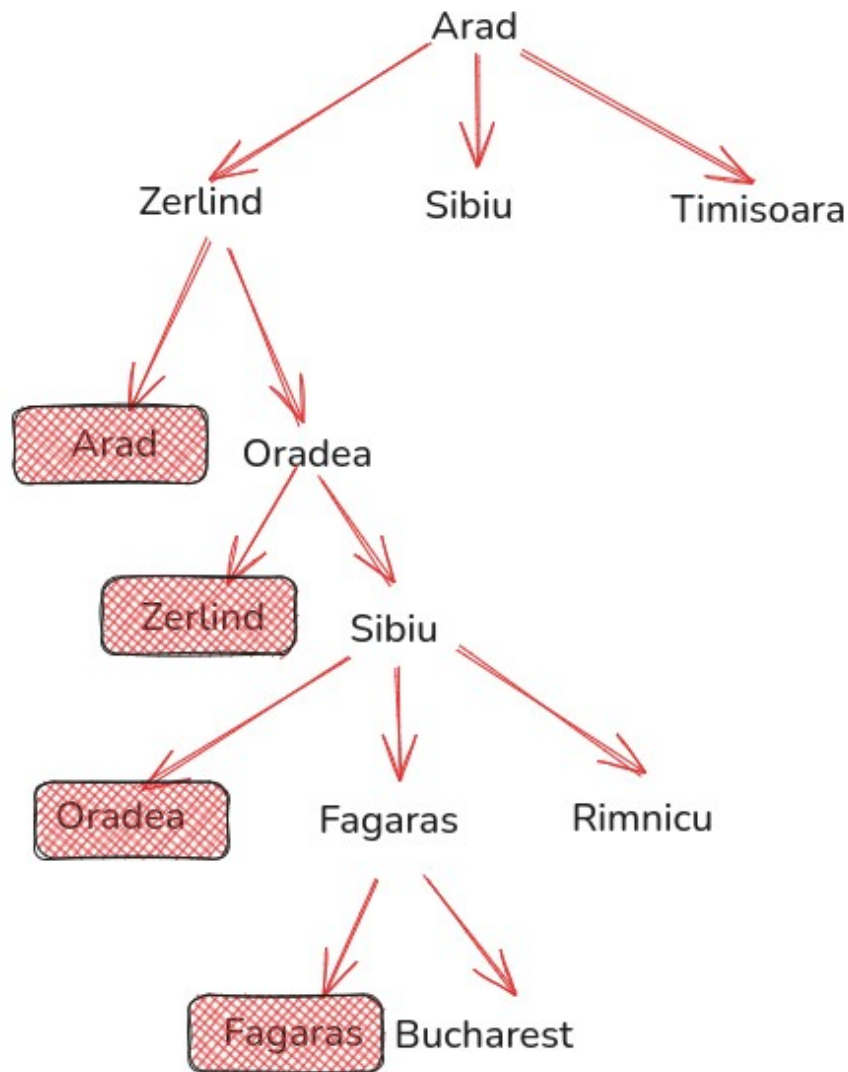 Arad
Zerlind
Sibiu
Timisoara
Arad
Oradea
Zerlind
Sibiu
Oradea
Fagaras
Rimnicu
Fagaras
Bucharest